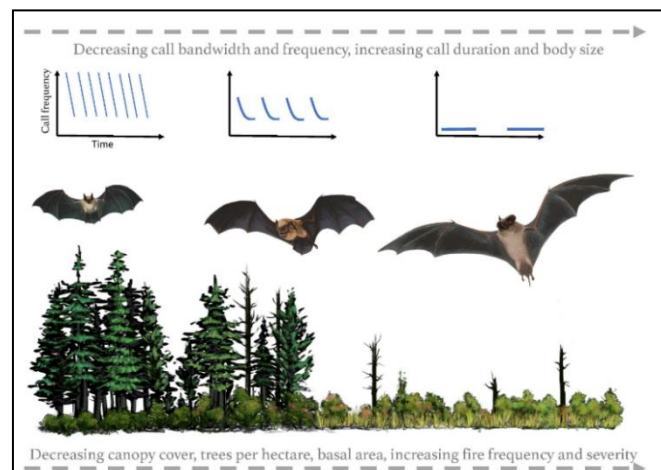 Decreasing call bandwidth and frequency, increasing call duration and body size
Call frequency
Time
Decreasing canopy cover, trees per hectare, basal area, increasing fire frequency and severity